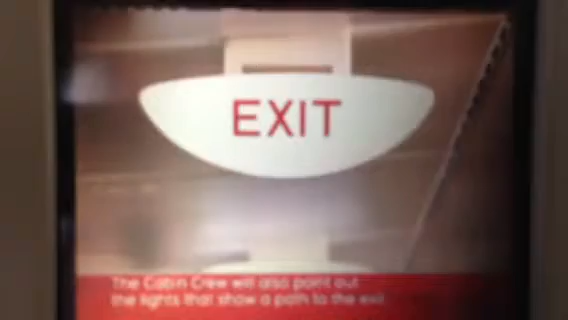 EXIT
The Cabin Crew will also point out
the lights that show a path to the exit